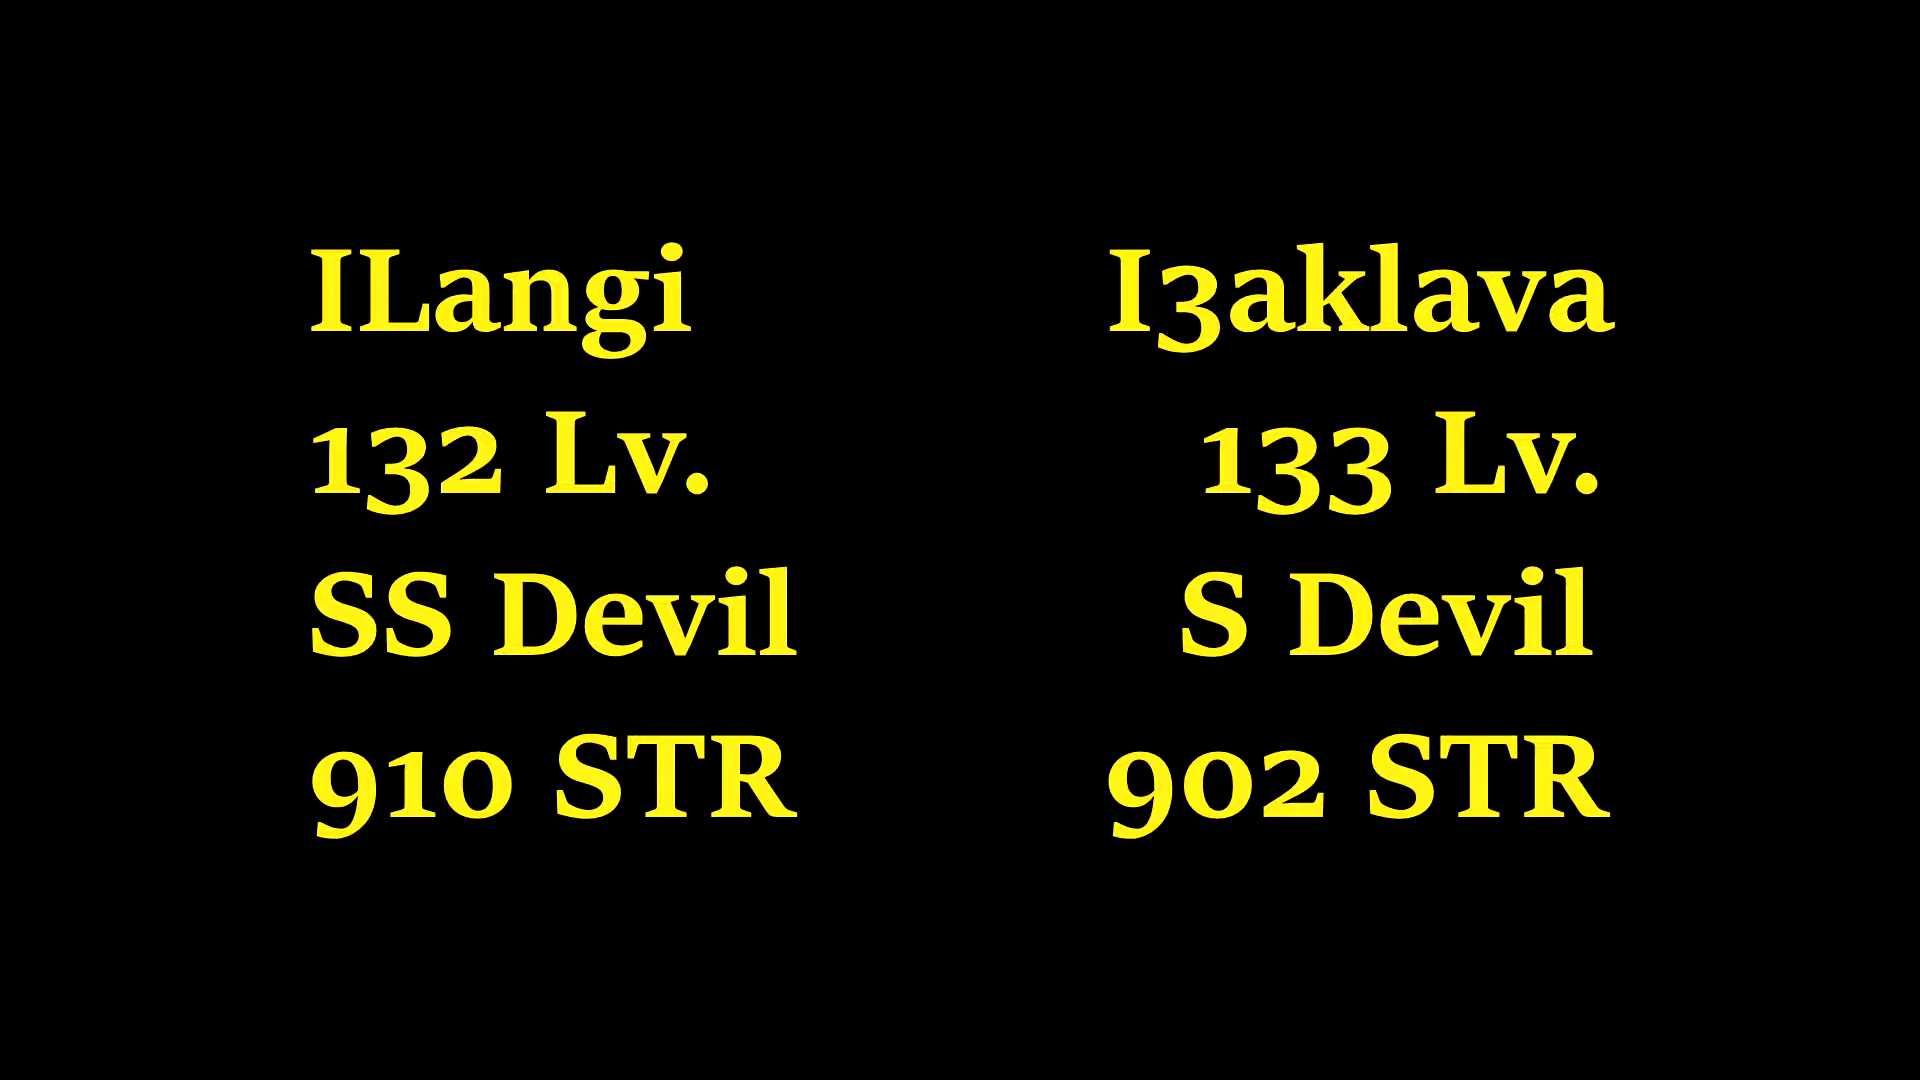 ILangi
132 Lv.
SS Devil
910 STR
I3aklava
133 Lv.
S Devil
902 STR